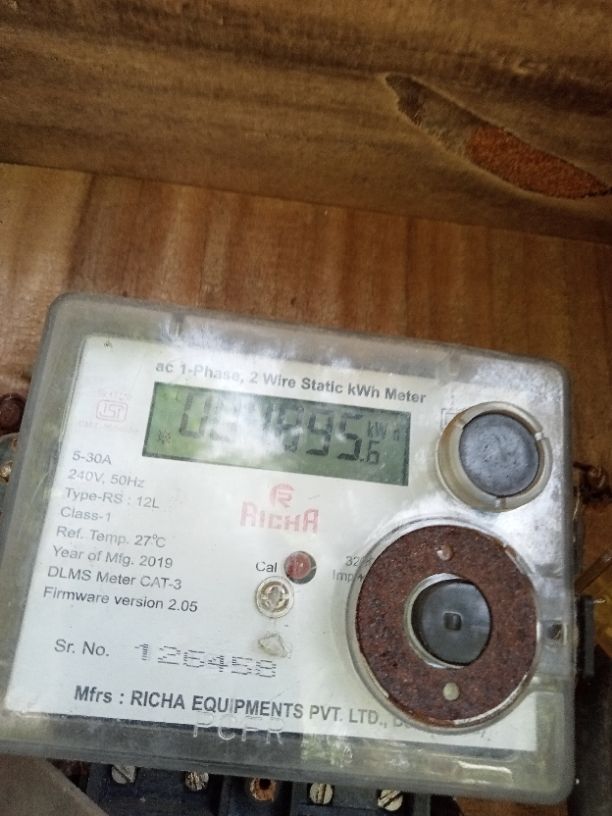 ac 1-Phase, 2 Wire Static kWh Meter
kWh
5-30A
240V, 50Hz
Type-RS : 12L
Class-1
Ref. Temp. 27°C
Year of Mfg. 2019
DLMS Meter CAT-3
Firmware version 2.05
RICHA
Cal
Sr. No. 126458
Mfrs : RICHA EQUIPMENTS PVT. LTD.,